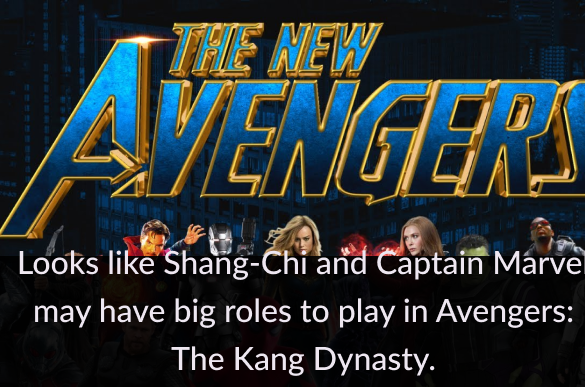 THE NEW
AVENGERS
Looks like Shang-Chi and Captain Marvel
may have big roles to play in Avengers:
The Kang Dynasty.